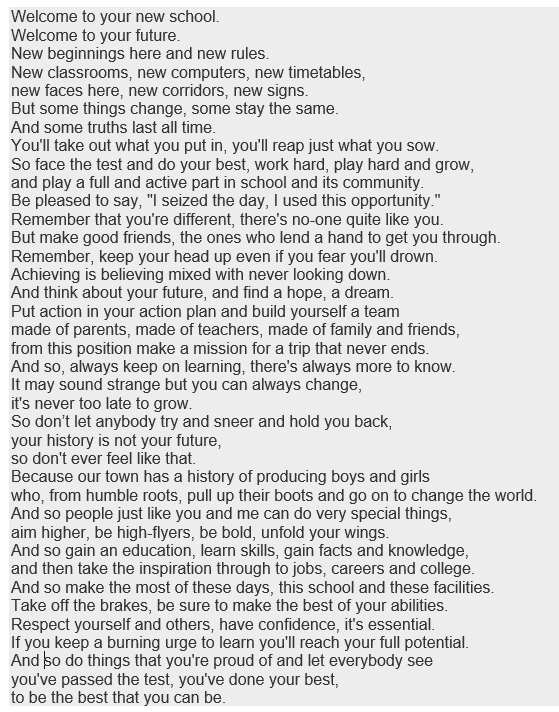 Welcome to your new school.
Welcome to your future.
New beginnings here and new rules.
New classrooms, new computers, new timetables,
new faces here, new corridors, new signs.
But some things change, some stay the same.
And some truths last all time.
You'll take out what you put in, you'll reap just what you sow.
So face the test and do your best, work hard, play hard and grow,
and play a full and active part in school and its community.
Be pleased to say, "I seized the day, I used this opportunity."
Remember that you're different, there's no-one quite like you.
But make good friends, the ones who lend a hand to get you through.
Remember, keep your head up even if you fear you'll drown.
Achieving is believing mixed with never looking down.
And think about your future, and find a hope, a dream.
Put action in your action plan and build yourself a team
made of parents, made of teachers, made of family and friends,
from this position make a mission for a trip that never ends.
And so, always keep on learning, there's always more to know.
It may sound strange but you can always change,
it's never too late to grow.
So don’t let anybody try and sneer and hold you back,
your history is not your future,
so don't ever feel like that.
Because our town has a history of producing boys and girls
who, from humble roots, pull up their boots and go on to change the world.
And so people just like you and me can do very special things,
aim higher, be high-flyers, be bold, unfold your wings.
And so gain an education, learn skills, gain facts and knowledge,
and then take the inspiration through to jobs, careers and college.
And so make the most of these days, this school and these facilities.
Take off the brakes, be sure to make the best of your abilities.
Respect yourself and others, have confidence, it's essential.
If you keep a burning urge to learn you'll reach your full potential.
And so do things that you're proud of and let everybody see
you've passed the test, you've done your best,
to be the best that you can be.